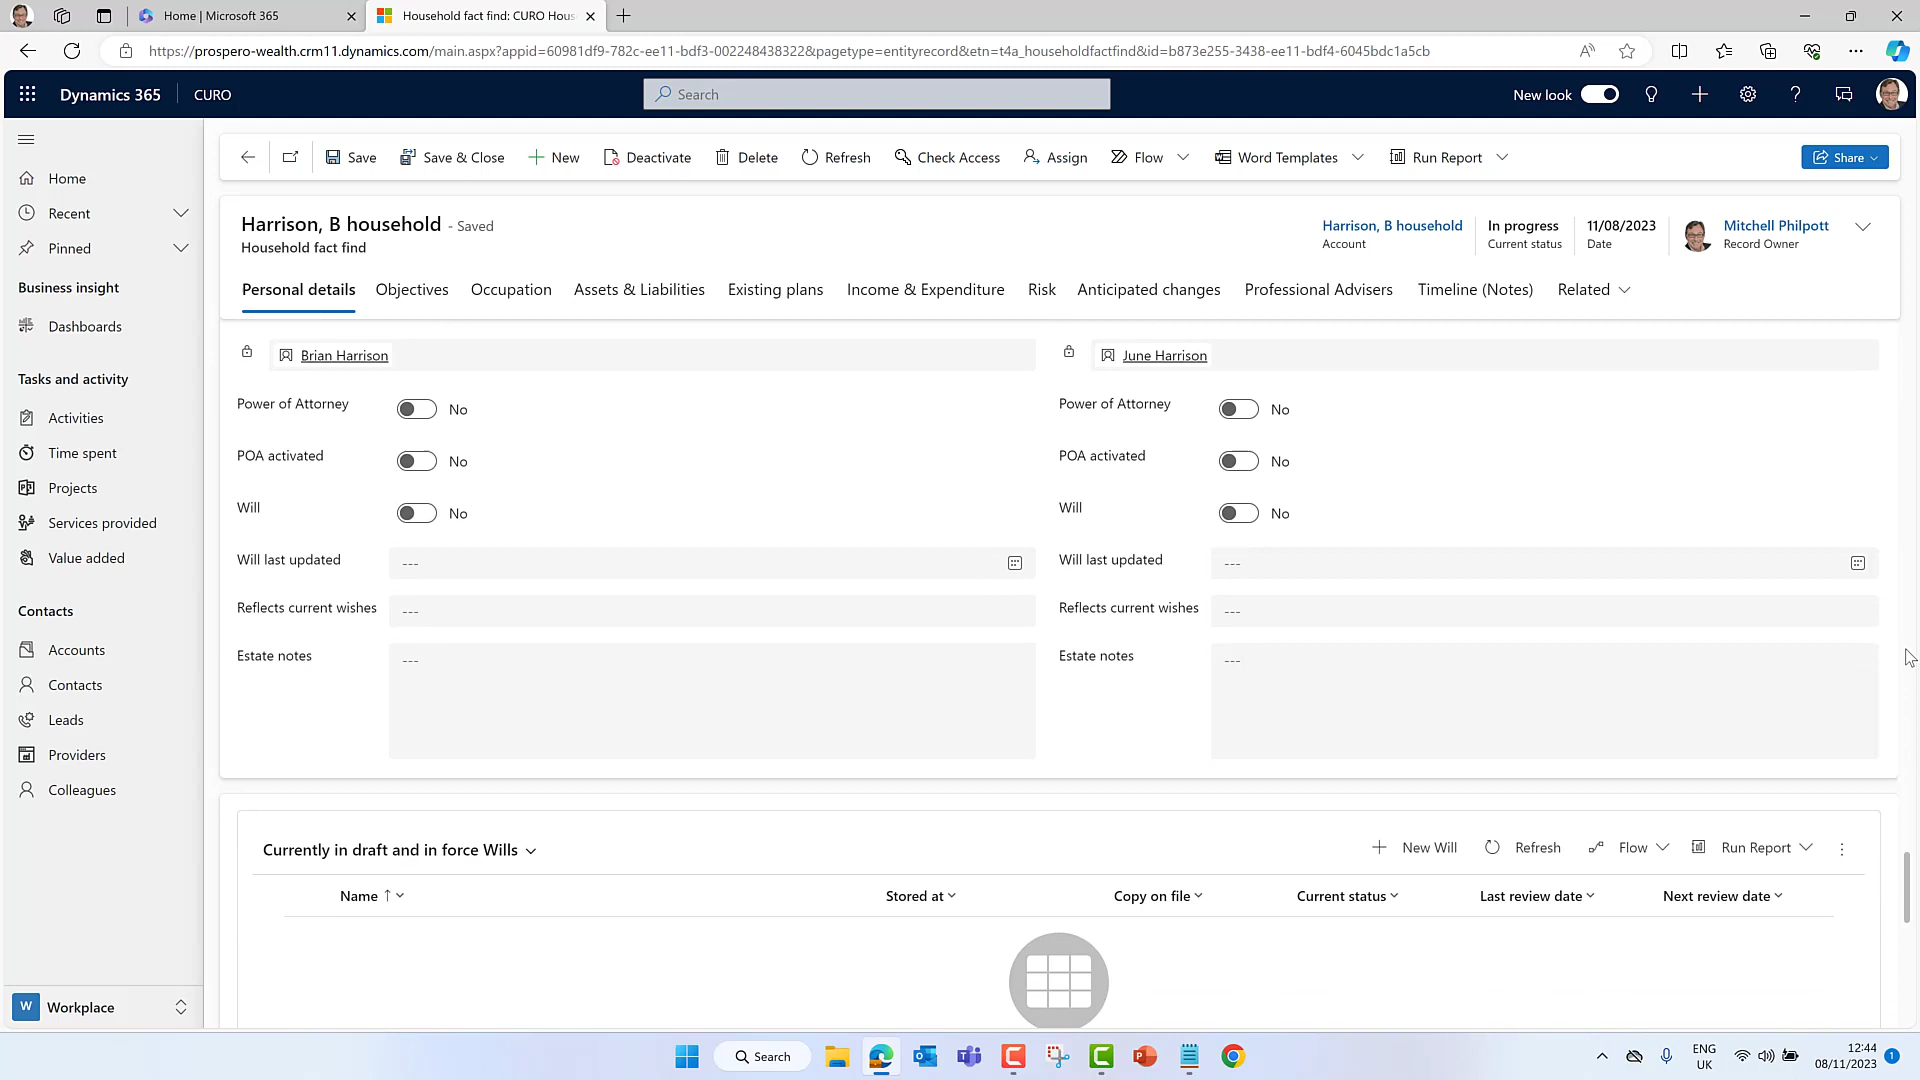 Home | Microsoft 365
Household fact find: CURO Hous
https://prospero-wealth.crm11.dynamics.com/main.aspx?appid=60981df9-782c-ee11-bdf3-002248438322&pagetype=entityrecord&etn=t4a_householdfactfind&id=b873e255-3438-ee11-bdf4-6045bdc1a5cb
Dynamics 365 CURO Search New look
Save Save & Close New Deactivate Delete Refresh Check Access Assign Flow Word Templates Run Report Share
Home
Recent
Pinned
Business insight
Dashboards
Tasks and activity
Activities
Time spent
Projects
Services provided
Value added
Contacts
Accounts
Contacts
Leads
Providers
Colleagues
W Workplace
Harrison, B household - Saved
Household fact find
Harrison, B household In progress 11/08/2023 Mitchell Philpott
Account Current status Date Record Owner
Personal details Objectives Occupation Assets & Liabilities Existing plans Income & Expenditure Risk Anticipated changes Professional Advisers Timeline (Notes) Related
Brian Harrison June Harrison
Power of Attorney No Power of Attorney No
POA activated No POA activated No
Will No Will No
Will last updated --- Will last updated ---
Reflects current wishes --- Reflects current wishes ---
Estate notes --- Estate notes ---
Currently in draft and in force Wills New Will Refresh Flow Run Report
Name Stored at Copy on file Current status Last review date Next review date
Search
ENG
UK
12:44
08/11/2023
1